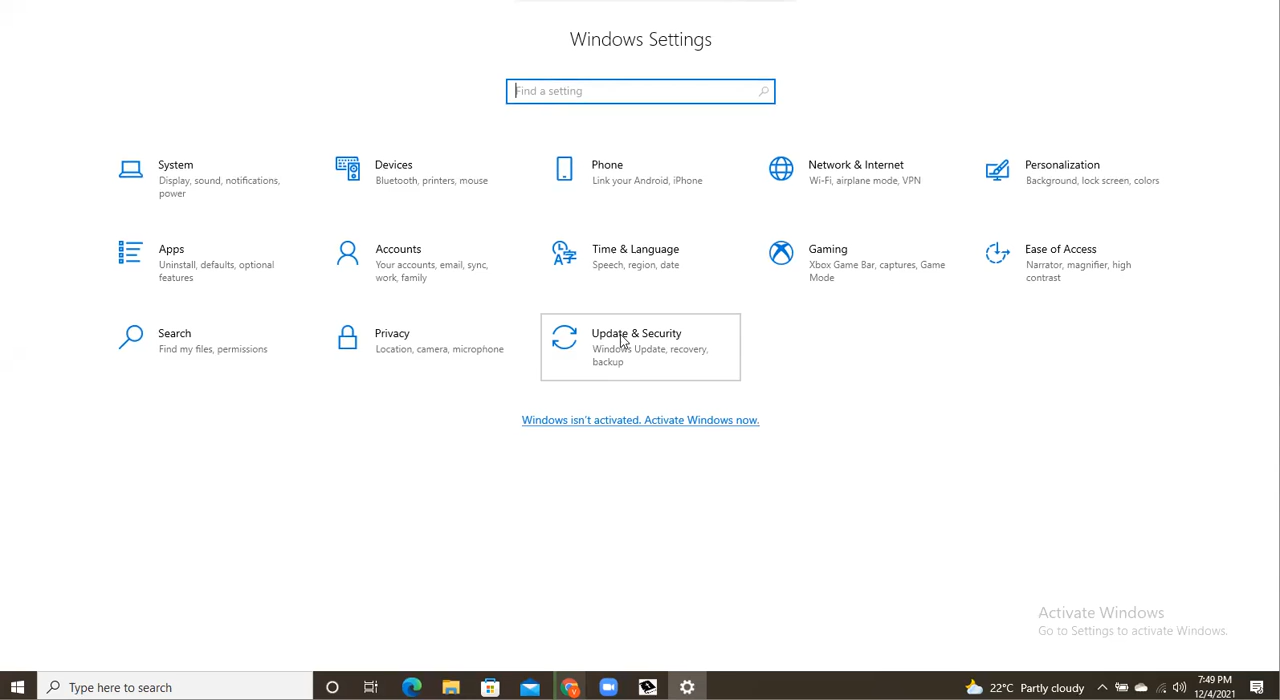 Windows Settings
Find a setting
System
Display, sound, notifications,
power
Devices
Bluetooth, printers, mouse
Phone
Link your Android, iPhone
Network & Internet
Wi-Fi, airplane mode, VPN
Personalization
Background, lock screen, colors
Apps
Uninstall, defaults, optional
features
Accounts
Your accounts, email, sync,
work, family
Time & Language
Speech, region, date
Gaming
Xbox Game Bar, captures, Game
Mode
Ease of Access
Narrator, magnifier, high
contrast
Search
Find my files, permissions
Privacy
Location, camera, microphone
Update & Security
Windows Update, recovery,
backup
Windows isn't activated. Activate Windows now.
Activate Windows
Go to Settings to activate Windows.
Type here to search
22°C Partly cloudy
7:49 PM
12/4/2021